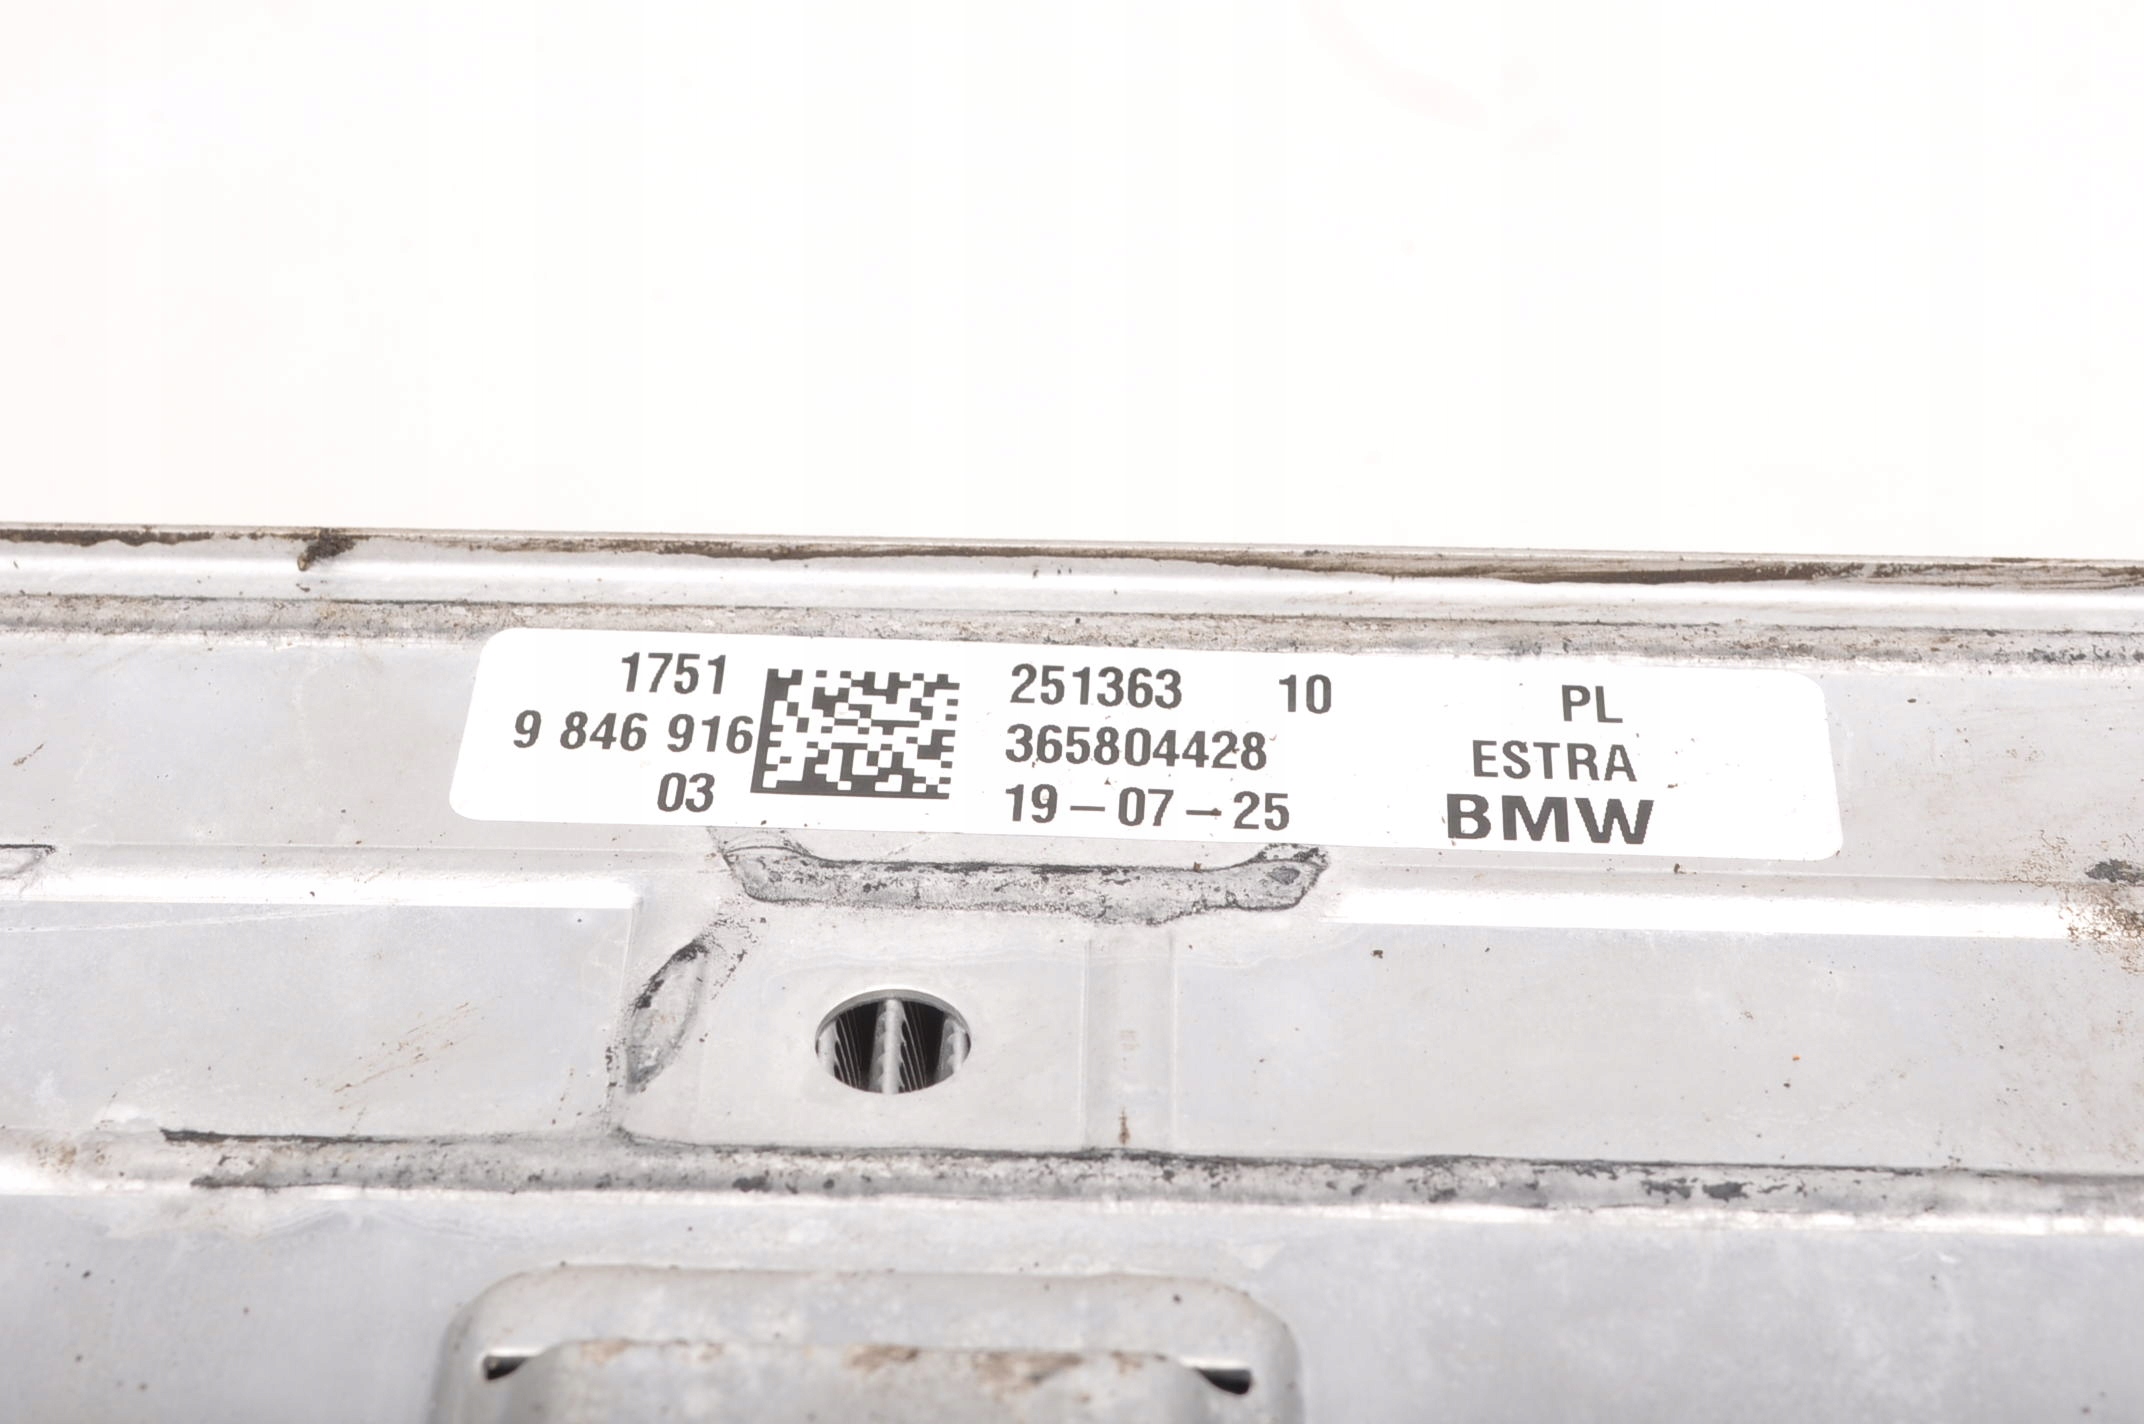 1751 251363 10 PL
9 846 916 365804428 ESTRA
03 19-07-25 BMW